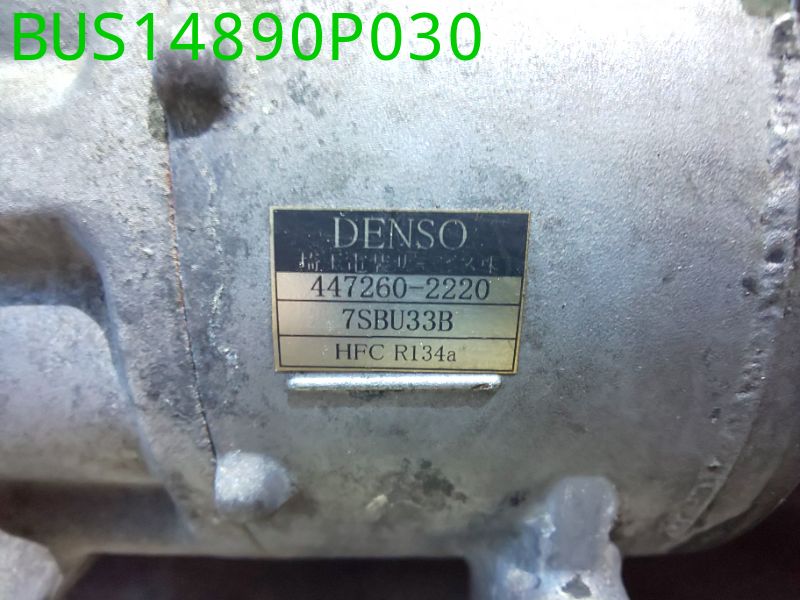 BUS14890P030
DENSO
447260-2220
7SBU33B
HFC R134a